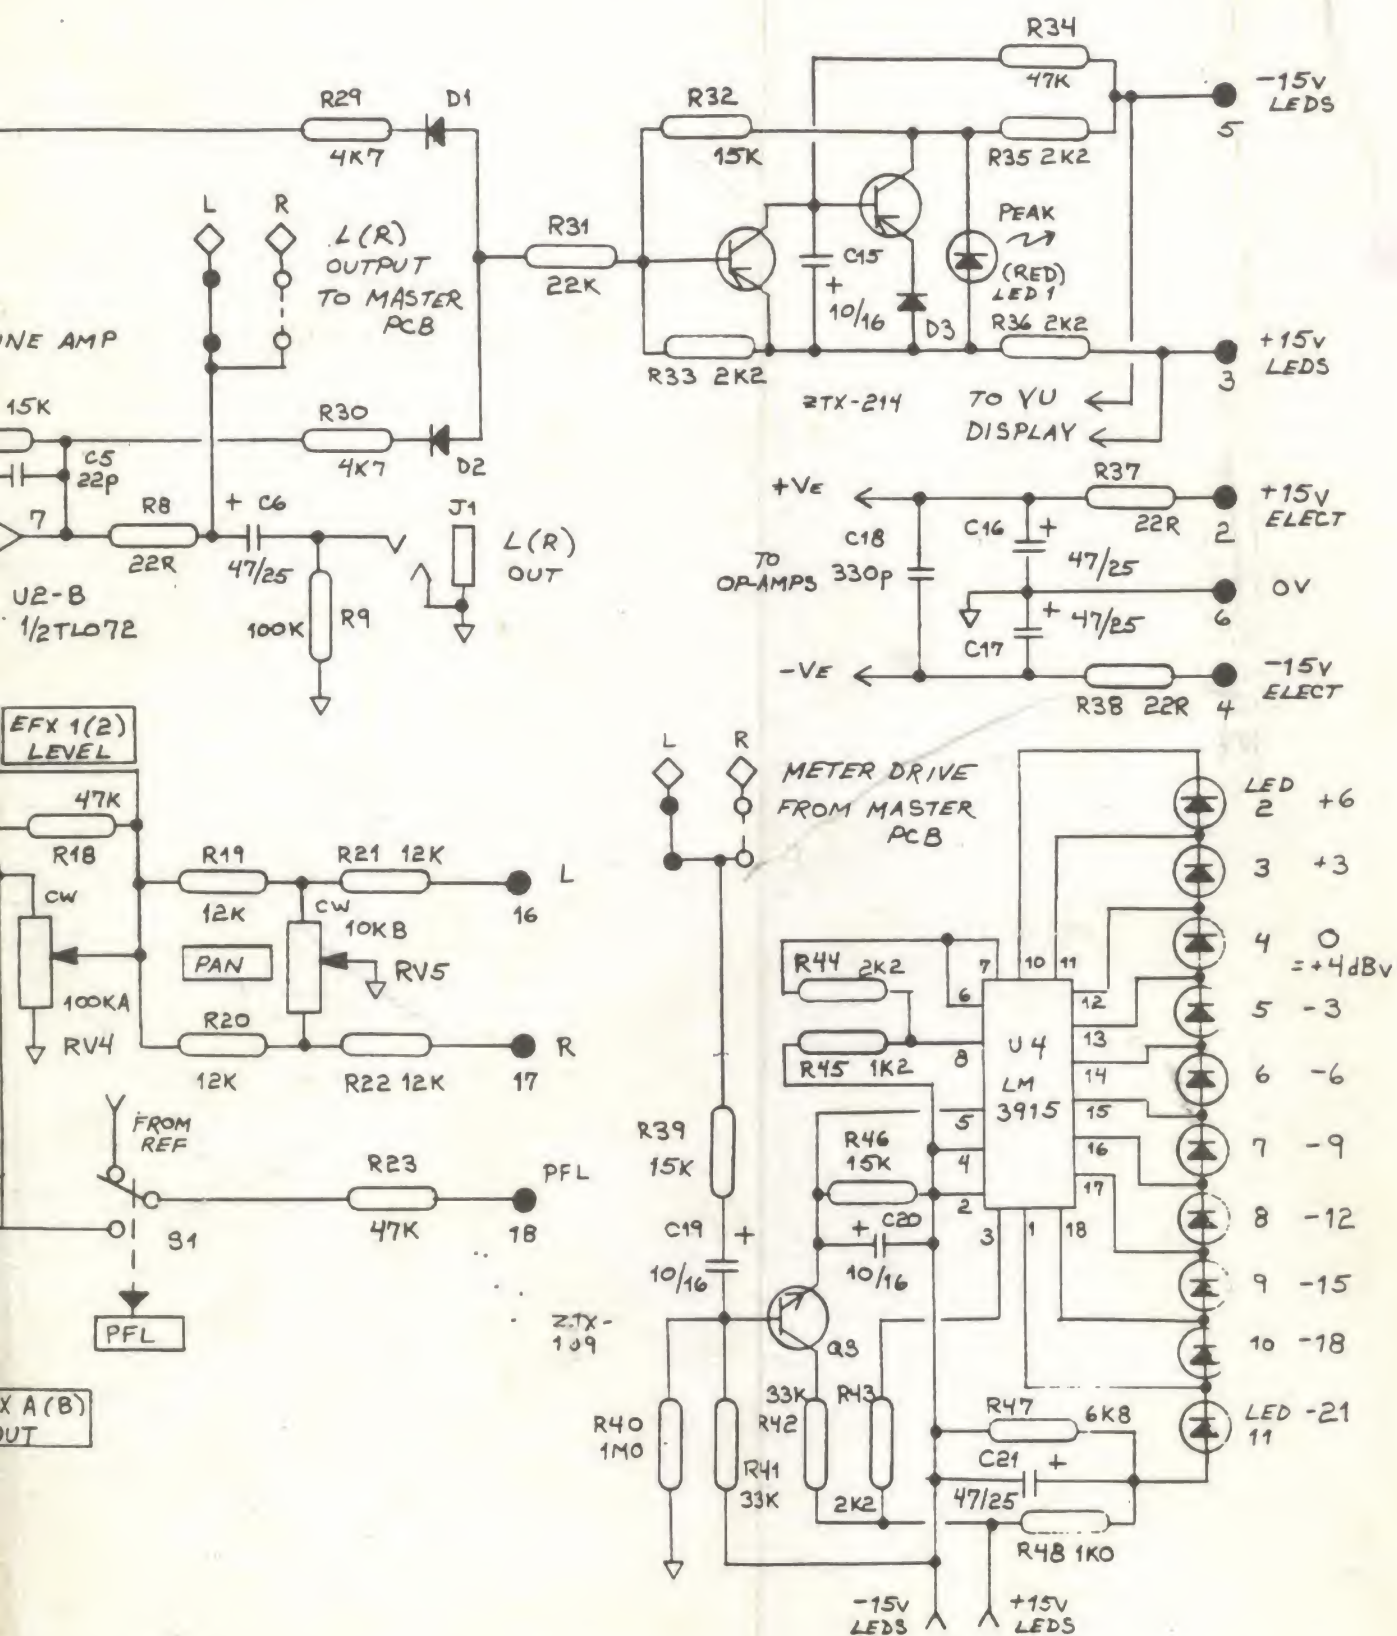 R34
47K
-15v
LEDS
5
R29
4K7
D1
R32
15K
R35 2K2
L R
L(R)
OUTPUT
TO MASTER
PCB
R31
22K
C15
+
10/16
PEAK
(RED)
LED 1
D3
R36 2K2
+15v
LEDS
3
R33 2K2
ZTX-214
TO VU
DISPLAY
ONE AMP
15K
C5
22p
R30
4K7
D2
7
R8
22R
+ C6
47/25
J1
L(R)
OUT
R9
100K
U2-B
1/2TL072
+VE
R37
22R
+15v
ELECT
2
TO
OP-AMPS
C18
330p
C16 +
47/25
0V
6
+ 47/25
C17
-VE
R38 22R
-15v
ELECT
4
EFX 1(2)
LEVEL
47K
R18
CW
100KA
RV4
R19
12K
R21 12K
CW
10KB
PAN
RV5
R20
12K
R22 12K
16
L
17
R
FROM
REF
S1
PFL
R23
47K
PFL
18
X A(B)
OUT
L R
METER DRIVE
FROM MASTER
PCB
R44 2K2
R45 1K2
7 10 11
6
8
5
4
2
3 1 18
12
13
14
15
16
17
U4
LM
3915
LED
2 +6
3 +3
4 0
=+4dBv
5 -3
6 -6
7 -9
8 -12
9 -15
10 -18
LED -21
11
R39
15K
R46
15K
C19 +
10/16
+ C20
10/16
ZTX-
109
Q3
R40
1M0
R41
33K
33K
R42
R43
2K2
R47
6K8
C21 +
47/25
R48 1K0
-15v
LEDS
+15v
LEDS